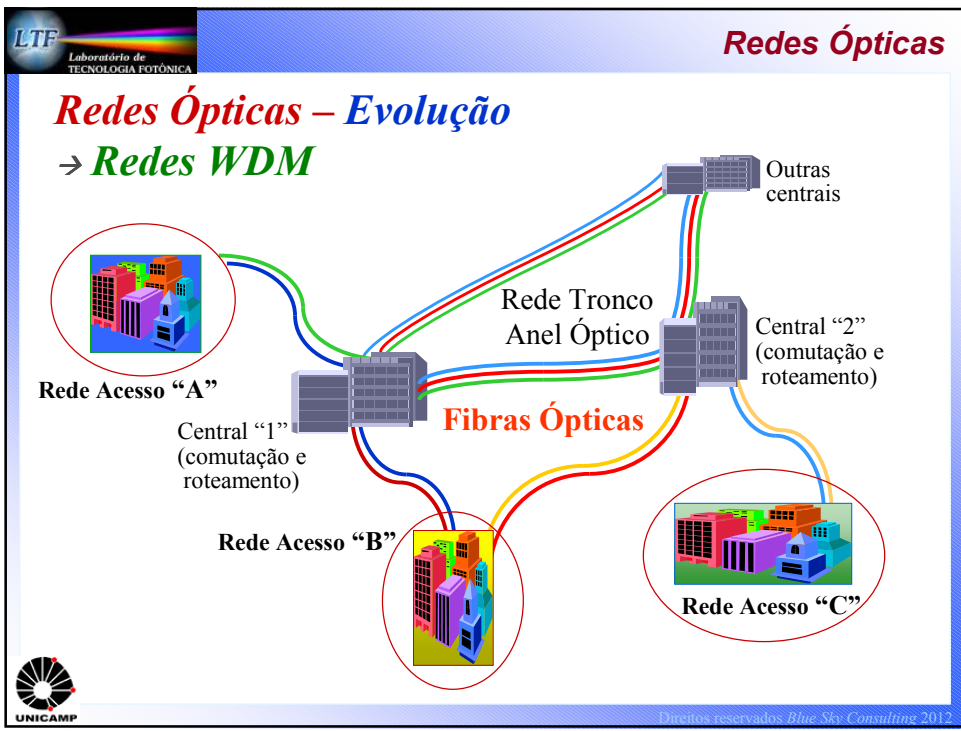 LTF
Laboratório de
TECNOLOGIA FOTÔNICA
Redes Ópticas
Redes Ópticas – Evolução
→ Redes WDM
Outras
centrais
Rede Tronco
Anel Óptico
Central “2”
(comutação e
roteamento)
Rede Acesso “A”
Fibras Ópticas
Central “1”
(comutação e
roteamento)
Rede Acesso “B”
Rede Acesso “C”
UNICAMP
Direitos reservados Blue Sky Consulting 2012